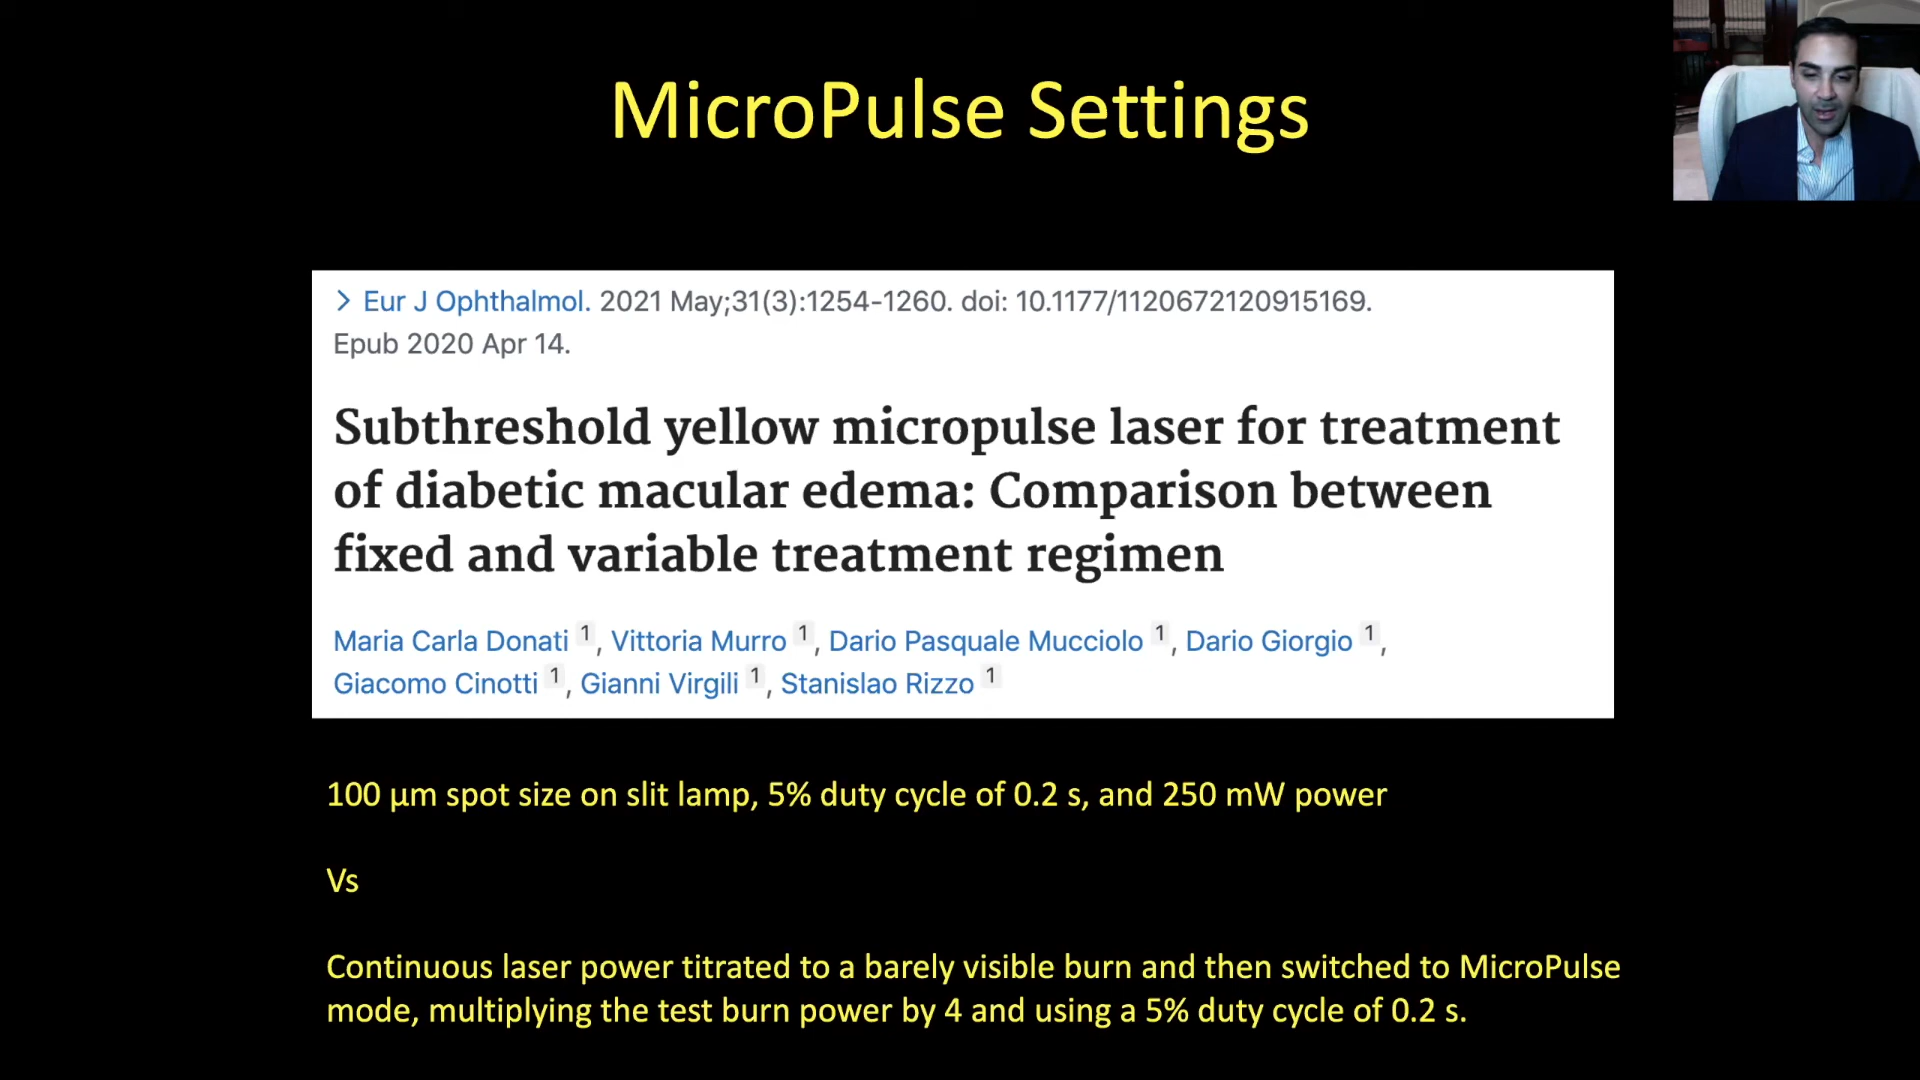 MicroPulse Settings
> Eur J Ophthalmol. 2021 May;31(3):1254-1260. doi: 10.1177/1120672120915169.
Epub 2020 Apr 14.
Subthreshold yellow micropulse laser for treatment
of diabetic macular edema: Comparison between
fixed and variable treatment regimen
Maria Carla Donati 1, Vittoria Murro 1, Dario Pasquale Mucciolo 1, Dario Giorgio 1,
Giacomo Cinotti 1, Gianni Virgili 1, Stanislao Rizzo 1
100 µm spot size on slit lamp, 5% duty cycle of 0.2 s, and 250 mW power
Vs
Continuous laser power titrated to a barely visible burn and then switched to MicroPulse
mode, multiplying the test burn power by 4 and using a 5% duty cycle of 0.2 s.